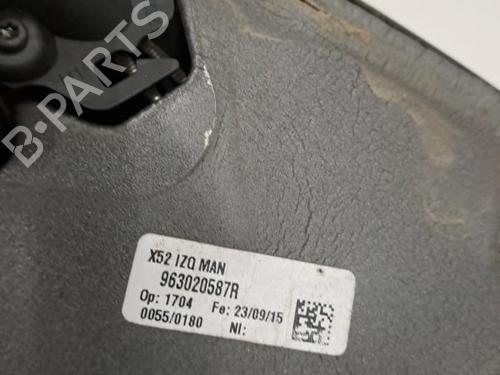 B-PARTS
X52 IZQ MAN
963020587R
Op: 1704 Fe: 23/09/15
0055/0180 NI: